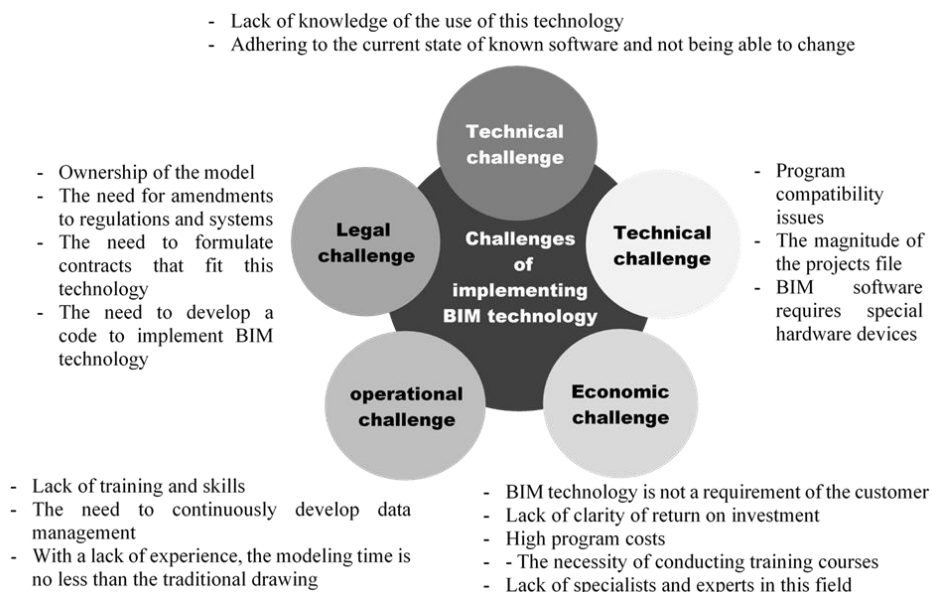 - Lack of knowledge of the use of this technology
- Adhering to the current state of known software and not being able to change
Technical
challenge
- Ownership of the model
- The need for amendments
to regulations and systems
- The need to formulate
contracts that fit this
technology
- The need to develop a
code to implement BIM
technology
Legal
challenge
Challenges
of
implementing
BIM technology
Technical
challenge
- Program
compatibility
issues
- The magnitude of
the projects file
- BIM software
requires special
hardware devices
operational
challenge
Economic
challenge
- Lack of training and skills
- The need to continuously develop data
management
- With a lack of experience, the modeling time is
no less than the traditional drawing
- BIM technology is not a requirement of the customer
- Lack of clarity of return on investment
- High program costs
- - The necessity of conducting training courses
- Lack of specialists and experts in this field